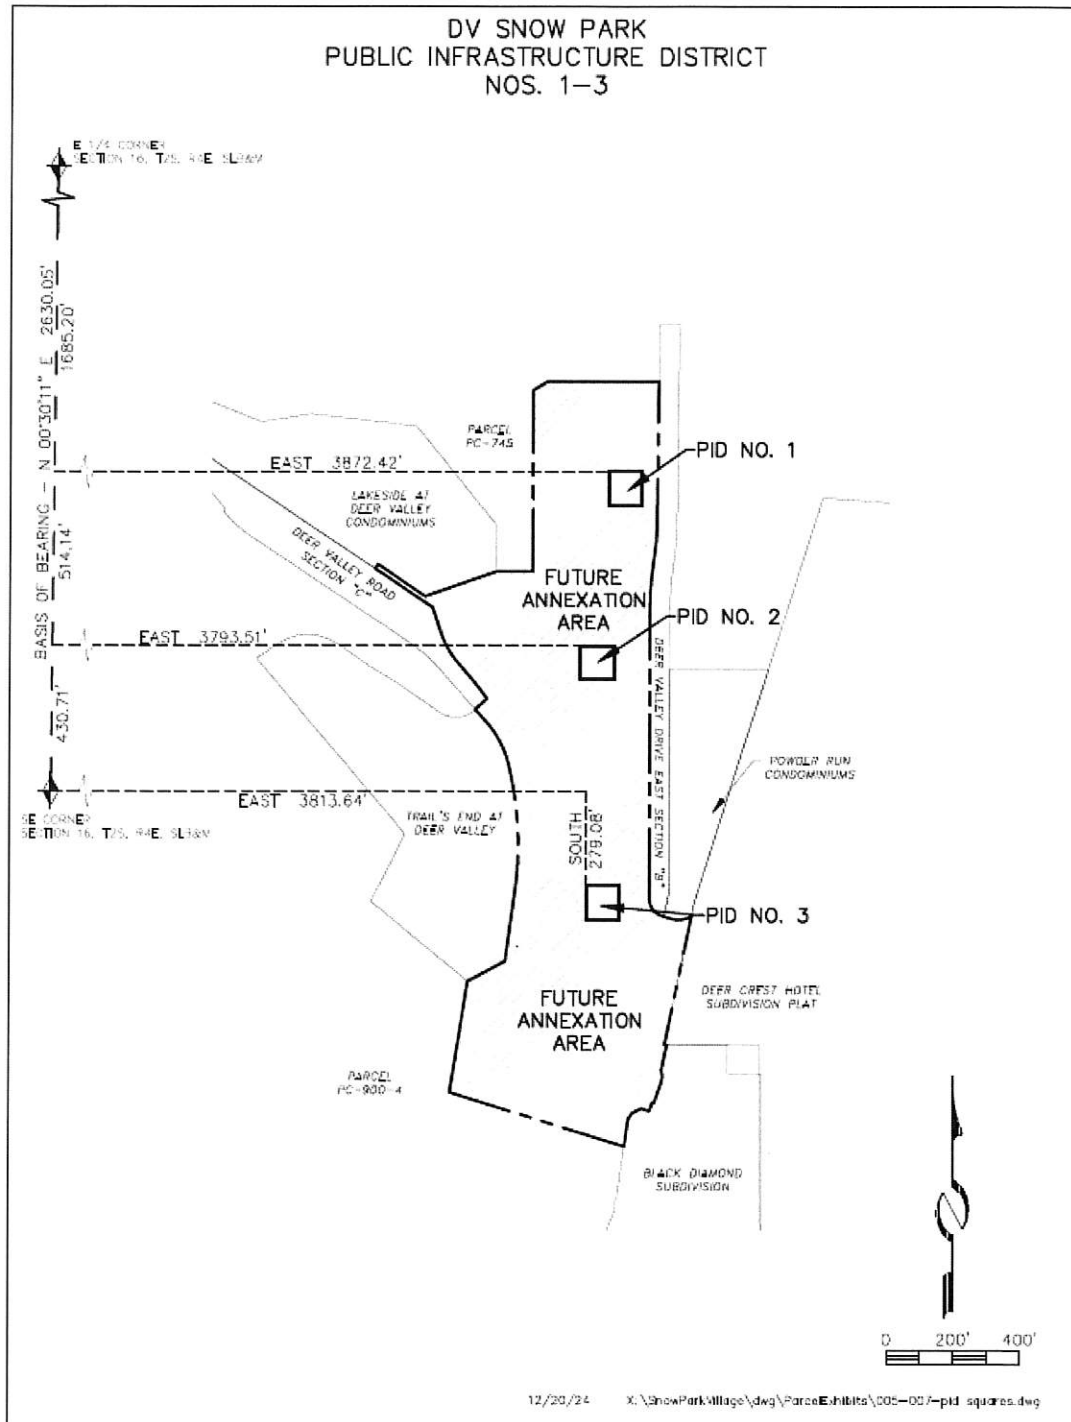 DV SNOW PARK
PUBLIC INFRASTRUCTURE DISTRICT
NOS. 1-3
E 1/4 CORNER
SECTION 16, T2S, R4E, SLB&M
BASIS OF BEARING - N 00°30'11" E 2630.05'
1685.20'
514.14'
430.71'
SE CORNER
SECTION 16, T2S, R4E, SLB&M
EAST 3872.42'
EAST 3793.51'
EAST 3813.64'
SOUTH
279.08'
PARCEL
PC-745
PID NO. 1
LAKESIDE AT
DEER VALLEY
CONDOMINIUMS
DEER VALLEY ROAD
SECTION "C"
FUTURE
ANNEXATION
AREA
PID NO. 2
DEER VALLEY DRIVE EAST SECTION "B"
POWDER RUN
CONDOMINIUMS
TRAIL'S END AT
DEER VALLEY
PID NO. 3
DEER CREST HOTEL
SUBDIVISION PLAT
FUTURE
ANNEXATION
AREA
PARCEL
PC-900-4
BLACK DIAMOND
SUBDIVISION
0 200' 400'
12/20/24 X:\SnowParkVillage\dwg\ParcelExhibits\005-007-pid squares.dwg